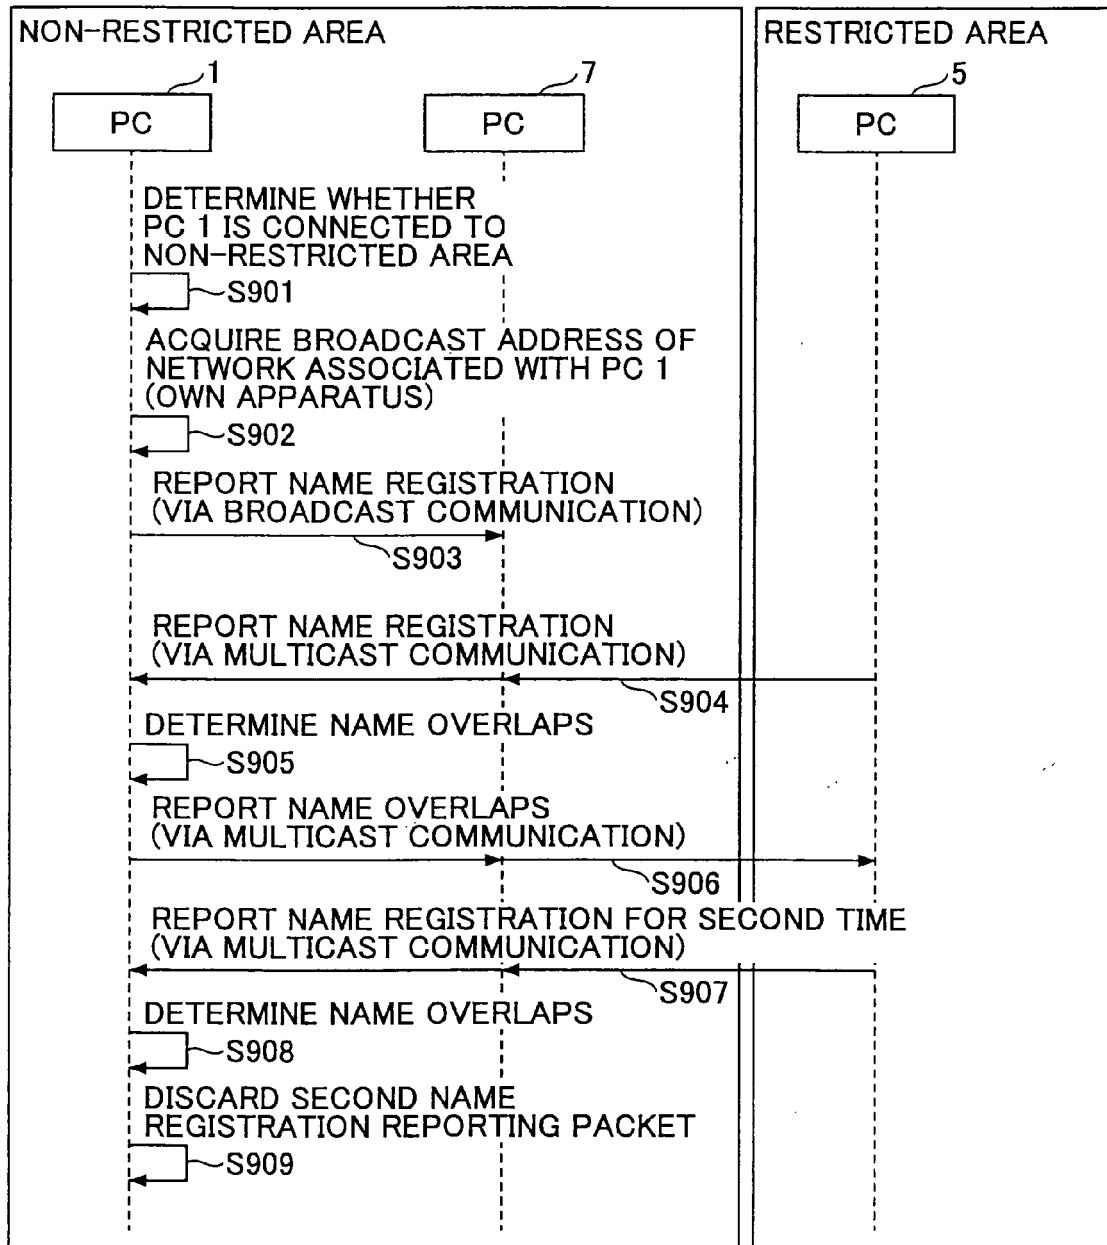 NON-RESTRICTED AREA
RESTRICTED AREA
1
7
5
PC
PC
PC
DETERMINE WHETHER
PC 1 IS CONNECTED TO
NON-RESTRICTED AREA
S901
ACQUIRE BROADCAST ADDRESS OF
NETWORK ASSOCIATED WITH PC 1
(OWN APPARATUS)
S902
REPORT NAME REGISTRATION
(VIA BROADCAST COMMUNICATION)
S903
REPORT NAME REGISTRATION
(VIA MULTICAST COMMUNICATION)
S904
DETERMINE NAME OVERLAPS
S905
REPORT NAME OVERLAPS
(VIA MULTICAST COMMUNICATION)
S906
REPORT NAME REGISTRATION FOR SECOND TIME
(VIA MULTICAST COMMUNICATION)
S907
DETERMINE NAME OVERLAPS
S908
DISCARD SECOND NAME
REGISTRATION REPORTING PACKET
S909